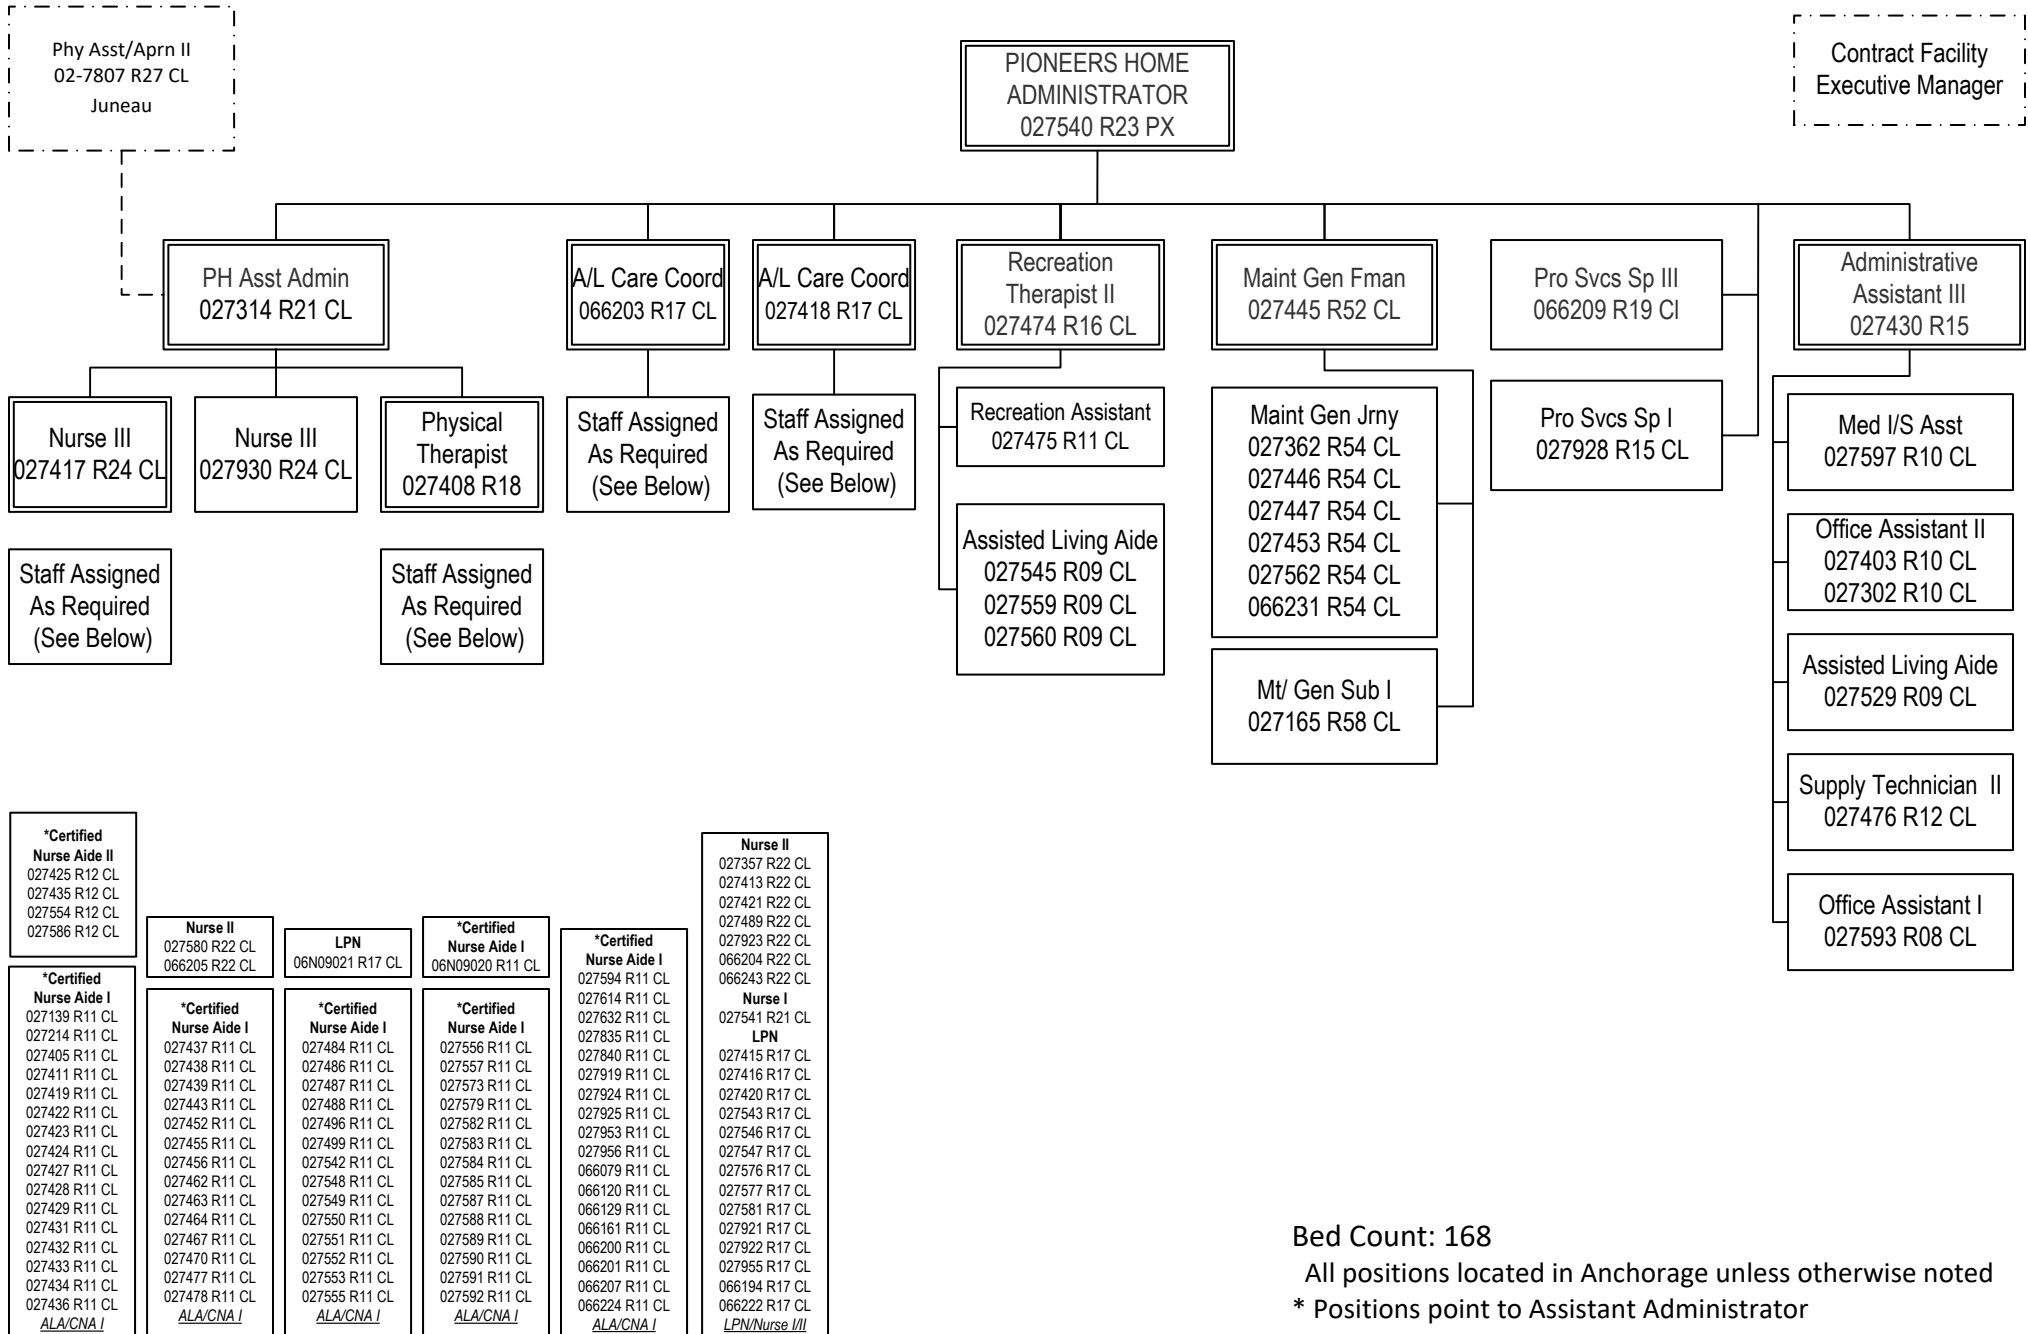 Phy Asst/Aprn II
02-7807 R27 CL
Juneau
PIONEERS HOME
ADMINISTRATOR
027540 R23 PX
Contract Facility
Executive Manager
PH Asst Admin
027314 R21 CL
A/L Care Coord
066203 R17 CL
A/L Care Coord
027418 R17 CL
Recreation
Therapist II
027474 R16 CL
Maint Gen Fman
027445 R52 CL
Pro Svcs Sp III
066209 R19 Cl
Administrative
Assistant III
027430 R15
Nurse III
027417 R24 CL
Nurse III
027930 R24 CL
Physical
Therapist
027408 R18
Staff Assigned
As Required
(See Below)
Staff Assigned
As Required
(See Below)
Recreation Assistant
027475 R11 CL
Maint Gen Jrny
027362 R54 CL
027446 R54 CL
027447 R54 CL
027453 R54 CL
027562 R54 CL
066231 R54 CL
Pro Svcs Sp I
027928 R15 CL
Med I/S Asst
027597 R10 CL
Staff Assigned
As Required
(See Below)
Staff Assigned
As Required
(See Below)
Assisted Living Aide
027545 R09 CL
027559 R09 CL
027560 R09 CL
Mt/ Gen Sub I
027165 R58 CL
Office Assistant II
027403 R10 CL
027302 R10 CL
Assisted Living Aide
027529 R09 CL
Supply Technician II
027476 R12 CL
Office Assistant I
027593 R08 CL
*Certified
Nurse Aide II
027425 R12 CL
027435 R12 CL
027554 R12 CL
027586 R12 CL
*Certified
Nurse Aide I
027139 R11 CL
027214 R11 CL
027405 R11 CL
027411 R11 CL
027419 R11 CL
027422 R11 CL
027423 R11 CL
027424 R11 CL
027427 R11 CL
027428 R11 CL
027429 R11 CL
027431 R11 CL
027432 R11 CL
027433 R11 CL
027434 R11 CL
027436 R11 CL
ALA/CNA I
Nurse II
027580 R22 CL
066205 R22 CL
*Certified
Nurse Aide I
027437 R11 CL
027438 R11 CL
027439 R11 CL
027443 R11 CL
027452 R11 CL
027455 R11 CL
027456 R11 CL
027462 R11 CL
027463 R11 CL
027464 R11 CL
027467 R11 CL
027470 R11 CL
027477 R11 CL
027478 R11 CL
ALA/CNA I
LPN
06N09021 R17 CL
*Certified
Nurse Aide I
027484 R11 CL
027486 R11 CL
027487 R11 CL
027488 R11 CL
027496 R11 CL
027499 R11 CL
027542 R11 CL
027548 R11 CL
027549 R11 CL
027550 R11 CL
027551 R11 CL
027552 R11 CL
027553 R11 CL
027555 R11 CL
ALA/CNA I
*Certified
Nurse Aide I
06N09020 R11 CL
*Certified
Nurse Aide I
027556 R11 CL
027557 R11 CL
027573 R11 CL
027579 R11 CL
027582 R11 CL
027583 R11 CL
027584 R11 CL
027585 R11 CL
027587 R11 CL
027588 R11 CL
027589 R11 CL
027590 R11 CL
027591 R11 CL
027592 R11 CL
ALA/CNA I
*Certified
Nurse Aide I
027594 R11 CL
027614 R11 CL
027632 R11 CL
027835 R11 CL
027840 R11 CL
027919 R11 CL
027924 R11 CL
027925 R11 CL
027953 R11 CL
027956 R11 CL
066079 R11 CL
066120 R11 CL
066129 R11 CL
066161 R11 CL
066200 R11 CL
066201 R11 CL
066207 R11 CL
066224 R11 CL
ALA/CNA I
Nurse II
027357 R22 CL
027413 R22 CL
027421 R22 CL
027489 R22 CL
027923 R22 CL
066204 R22 CL
066243 R22 CL
Nurse I
027541 R21 CL
LPN
027415 R17 CL
027416 R17 CL
027420 R17 CL
027543 R17 CL
027546 R17 CL
027547 R17 CL
027576 R17 CL
027577 R17 CL
027581 R17 CL
027921 R17 CL
027922 R17 CL
027955 R17 CL
066194 R17 CL
066222 R17 CL
LPN/Nurse I/II
Bed Count: 168
All positions located in Anchorage unless otherwise noted
* Positions point to Assistant Administrator